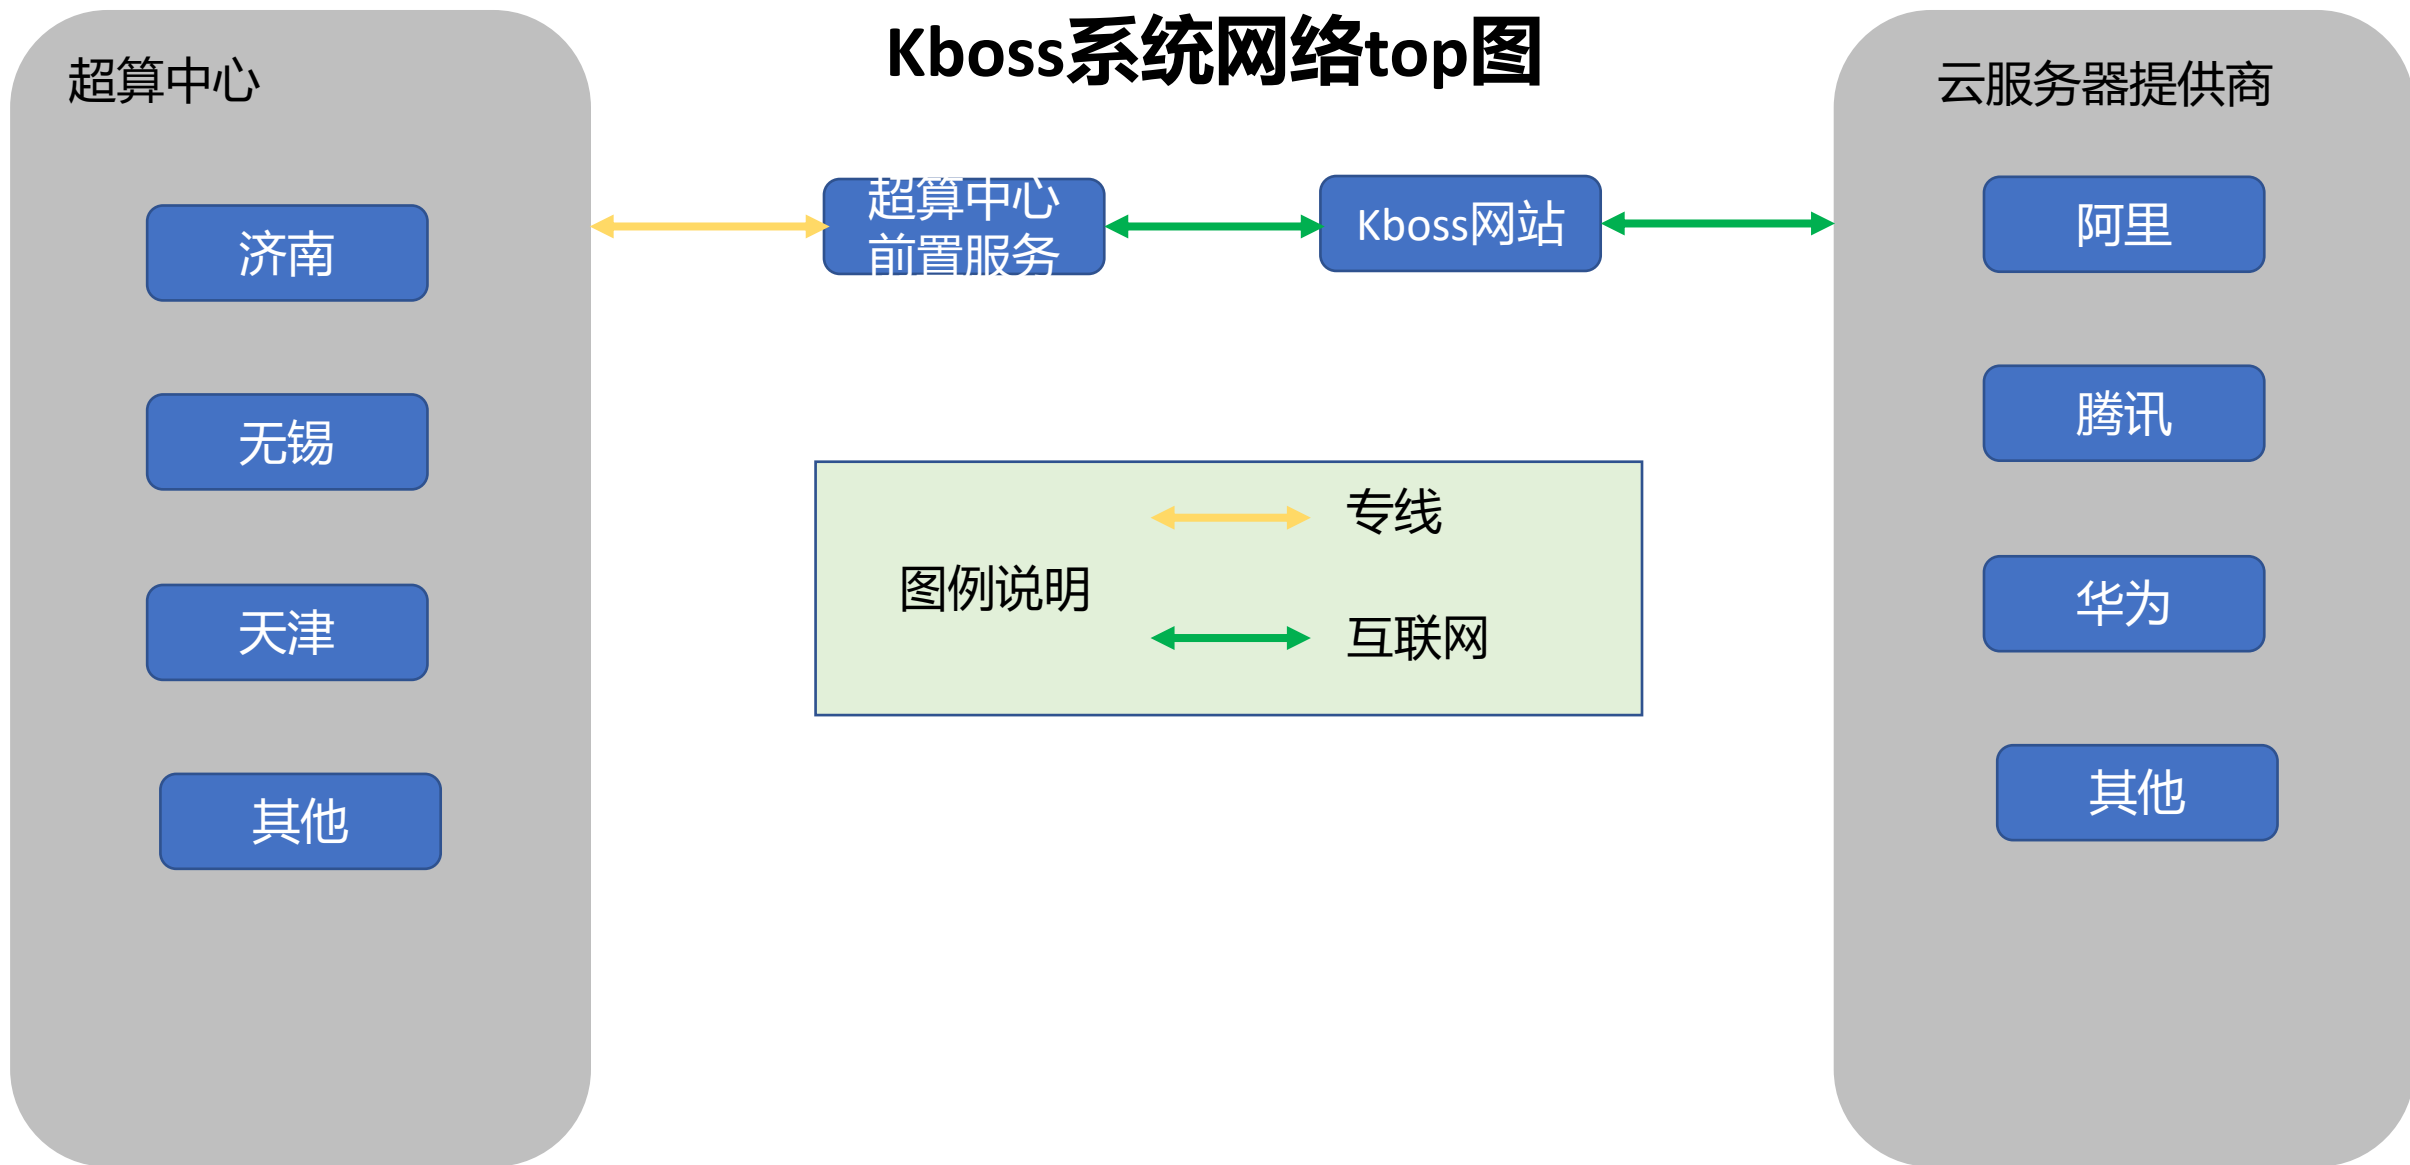 Kboss系统网络top图
超算中心
济南
无锡
天津
其他
超算中心
前置服务
Kboss网站
图例说明
专线
互联网
云服务器提供商
阿里
腾讯
华为
其他